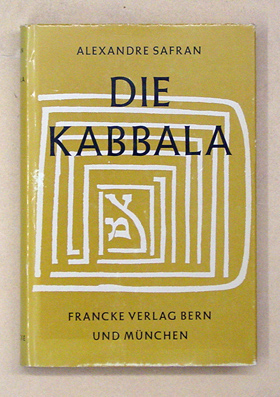 ALEXANDRE SAFRAN
DIE
KABBALA
FRANCKE VERLAG BERN
UND MÜNCHEN